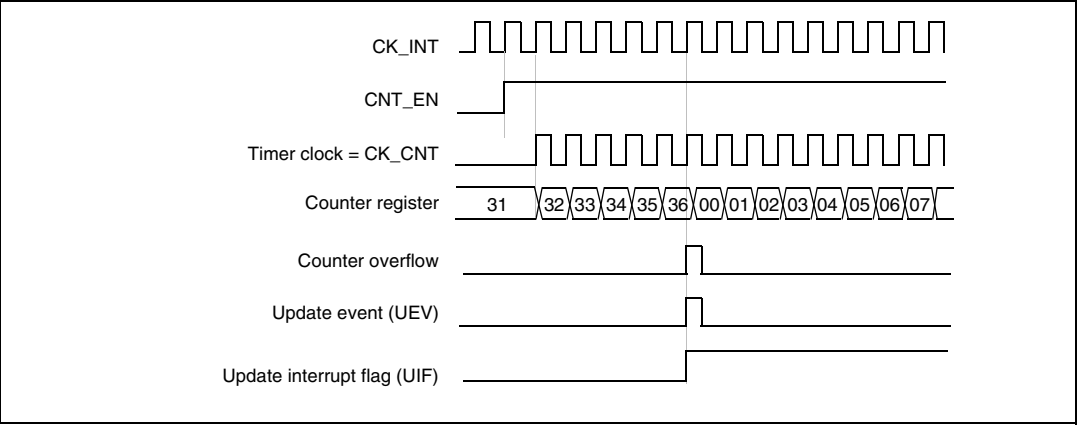 CK_INT
CNT_EN
Timer clock = CK_CNT
Counter register 31 32 33 34 35 36 00 01 02 03 04 05 06 07
Counter overflow
Update event (UEV)
Update interrupt flag (UIF)